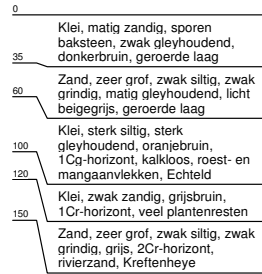 0
Klei, matig zandig, sporen
baksteen, zwak gleyhoudend,
donkerbruin, geroerde laag
35
Zand, zeer grof, zwak siltig, zwak
grindig, matig gleyhoudend, licht
beigegrijs, geroerde laag
60
Klei, sterk siltig, sterk
gleyhoudend, oranjebruin,
1Cg-horizont, kalkloos, roest- en
mangaanvlekken, Echteld
100
Klei, zwak zandig, grijsbruin,
1Cr-horizont, veel plantenresten
120
Zand, zeer grof, zwak siltig, zwak
grindig, grijs, 2Cr-horizont,
rivierzand, Kreftenheye
150